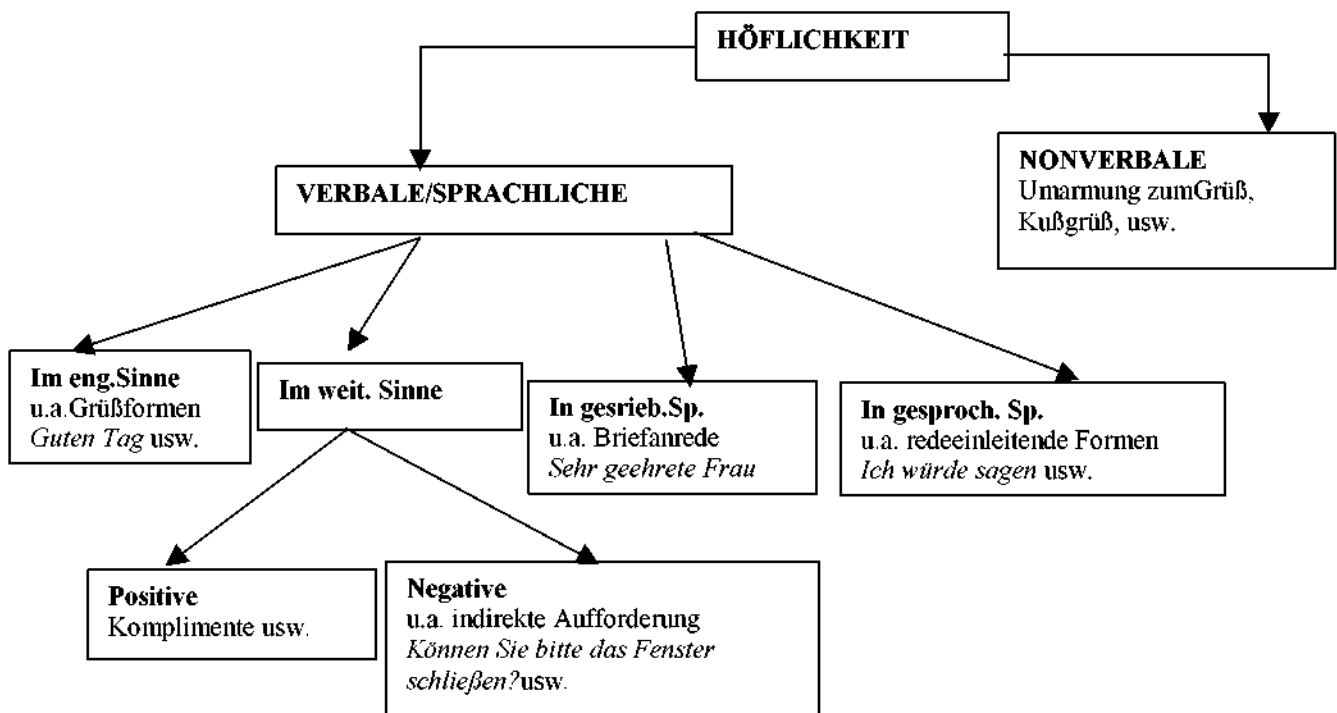 HÖFLICHKEIT
VERBALE/SPRACHLICHE
NONVERBALE
Umarmung zumGrüß,
Kußgrüß, usw.
Im eng.Sinne
u.a.Grüßformen
Guten Tag usw.
Im weit. Sinne
In gesrieb.Sp.
u.a. Briefanrede
Sehr geehrete Frau
In gesproch. Sp.
u.a. redeeinleitende Formen
Ich würde sagen usw.
Positive
Komplimente usw.
Negative
u.a. indirekte Aufforderung
Können Sie bitte das Fenster
schließen?usw.